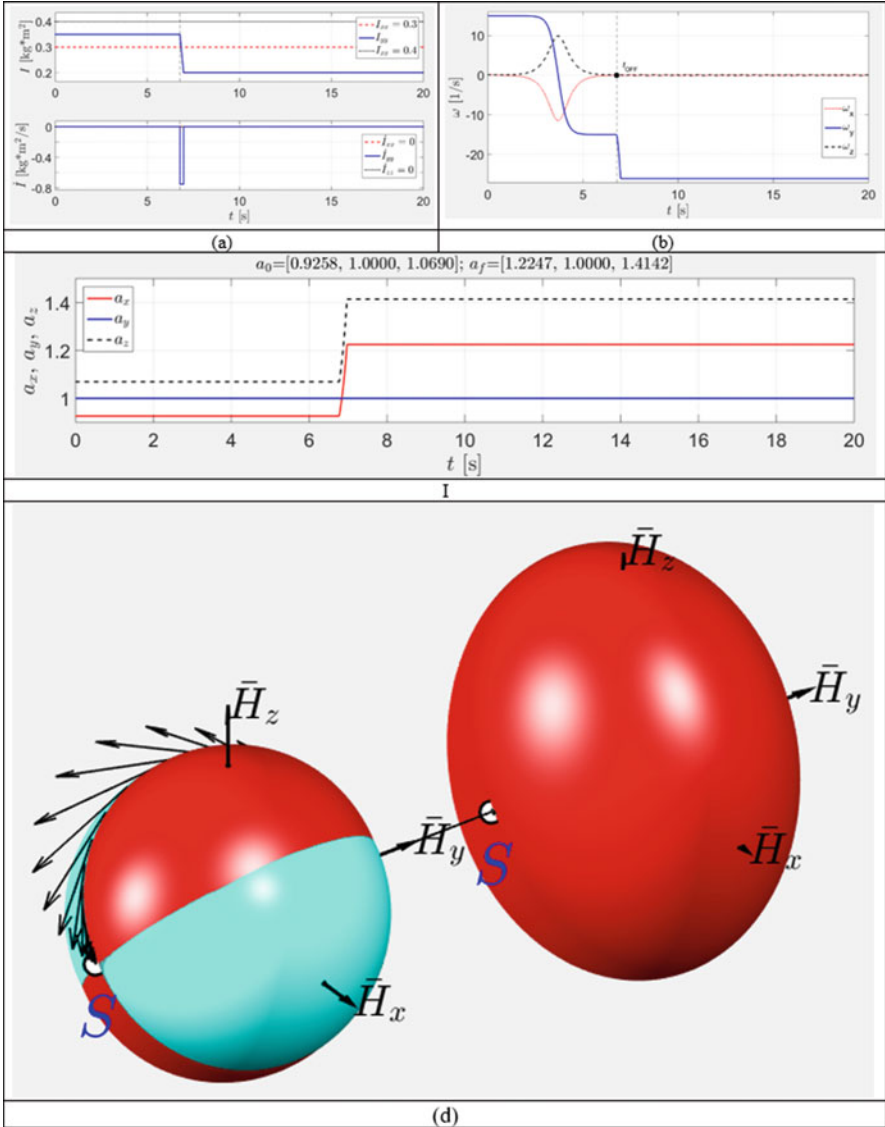 0.4
0.3
0.2
I [kg*m²]
I_xx = 0.3
I_yy
I_zz = 0.4
0 5 10 15 20
0
-0.4
-0.8
İ [kg*m²/s]
İ_xx = 0
İ_yy
İ_zz = 0
0 5 10 15 20
t [s]
(a)
10
0
-10
-20
ω [1/s]
t_OFF
ω_x
ω_y
ω_z
0 5 10 15 20
t [s]
(b)
a_0=[0.9258, 1.0000, 1.0690]; a_f=[1.2247, 1.0000, 1.4142]
1.4
1.2
1
a_x, a_y, a_z
a_x
a_y
a_z
0 2 4 6 8 10 12 14 16 18 20
t [s]
I
H̄_z
H̄_z
H̄_y
H̄_y
H̄_x
S
H̄_x
S
(d)